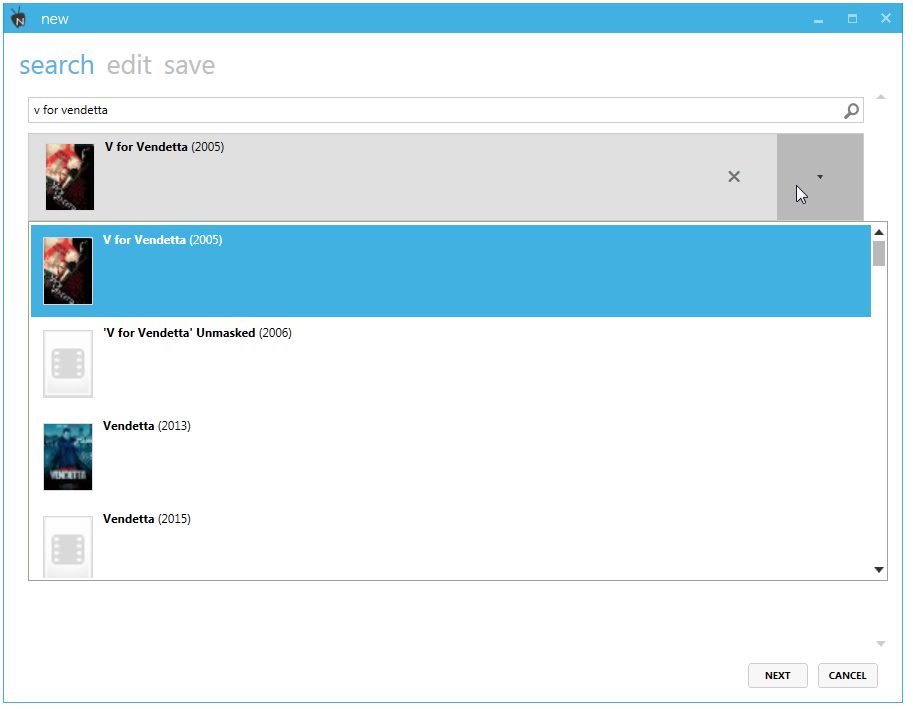 new
search edit save
v for vendetta
V for Vendetta (2005)
V for Vendetta (2005)
'V for Vendetta' Unmasked (2006)
Vendetta (2013)
VENDETTA
Vendetta (2015)
NEXT CANCEL